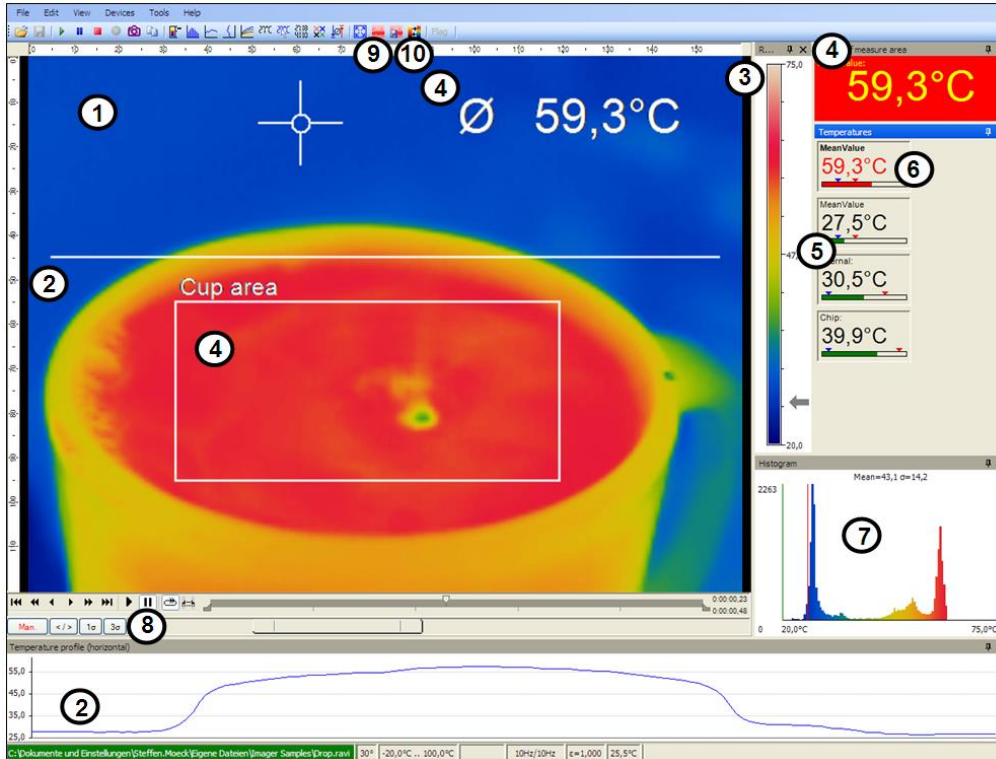 File Edit View Devices Tools Help
9 10
0 10 20 30 40 50 60 70 100 110 120 130 140 150
1
4
Ø 59,3°C
2
Cup area
4
R...
3
75,0
47,
20,0
4
measure area
alue:
59,3°C
Temperatures
MeanValue
59,3°C
6
MeanValue
27,5°C
5
ernal:
30,5°C
Chip:
39,9°C
Histogram
Mean=43,1 σ=14,2
2263
7
0 20,0°C 75,0°C
0:00:00,23
0:00:00,48
Man. </> 1σ 3σ
8
Temperature profile (horizontal)
55,0
45,0
35,0
25,0
2
C:\Dokumente und Einstellungen\Steffen.Moeck\Eigene Dateien\Imager Samples\Drop.ravi 30° -20,0°C .. 100,0°C 10Hz/10Hz ε=1,000 25,5°C